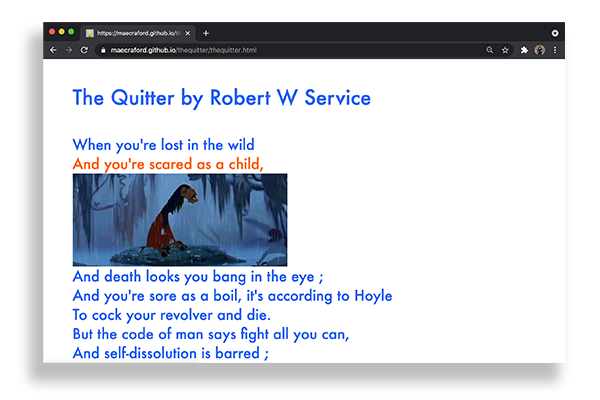 https://maecraford.github.io/th
maecraford.github.io/thequitter/thequitter.html
The Quitter by Robert W Service
When you're lost in the wild
And you're scared as a child,
And death looks you bang in the eye ;
And you're sore as a boil, it's according to Hoyle
To cock your revolver and die.
But the code of man says fight all you can,
And self-dissolution is barred ;